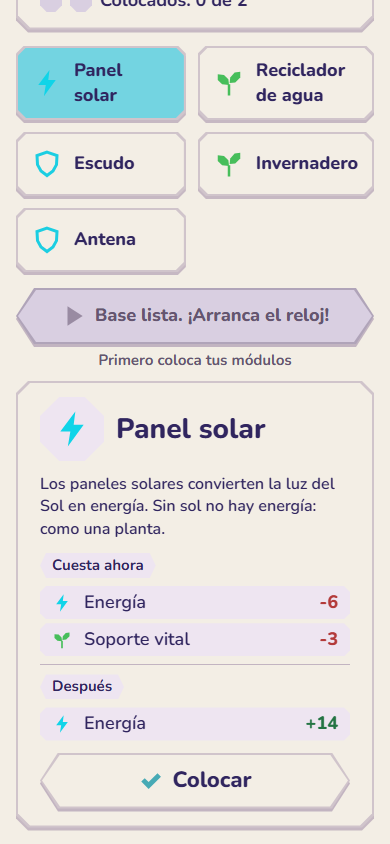 Colocados: 0 de 2
Panel
solar
Reciclador
de agua
Escudo
Invernadero
Antena
Base lista. ¡Arranca el reloj!
Primero coloca tus módulos
Panel solar
Los paneles solares convierten la luz del
Sol en energía. Sin sol no hay energía:
como una planta.
Cuesta ahora
Energía -6
Soporte vital -3
Después
Energía +14
Colocar